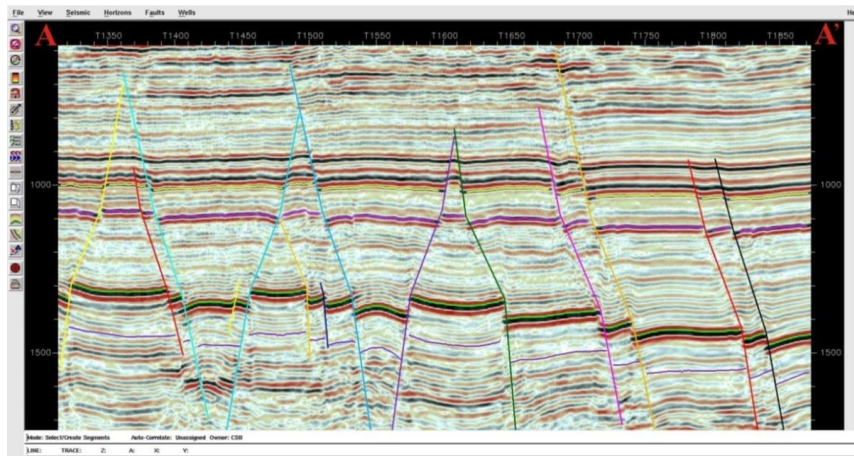 File View Seismic Horizons Faults Wells He
A T1350 T1400 T1450 T1500 T1550 T1600 T1650 T1700 T1750 T1800 T1850 A'
1000 1000
1500 1500
Mode: Select/Create Segments Auto-Correlate: Unassigned Owner: CSB
LINE: TRACE: Z: A: X: Y: